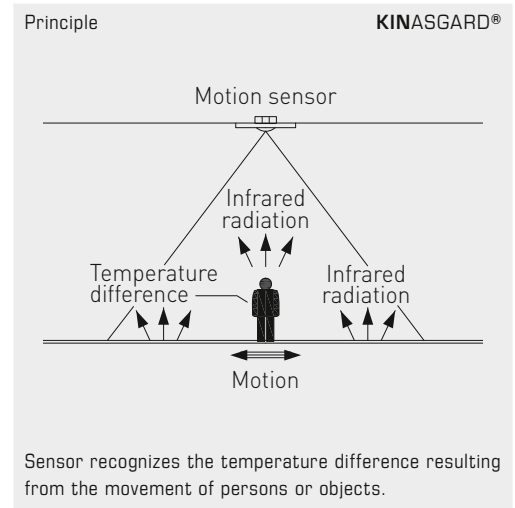 Principle KINASGARD®
Motion sensor
Infrared
radiation
Temperature
difference
Infrared
radiation
Motion
Sensor recognizes the temperature difference resulting
from the movement of persons or objects.